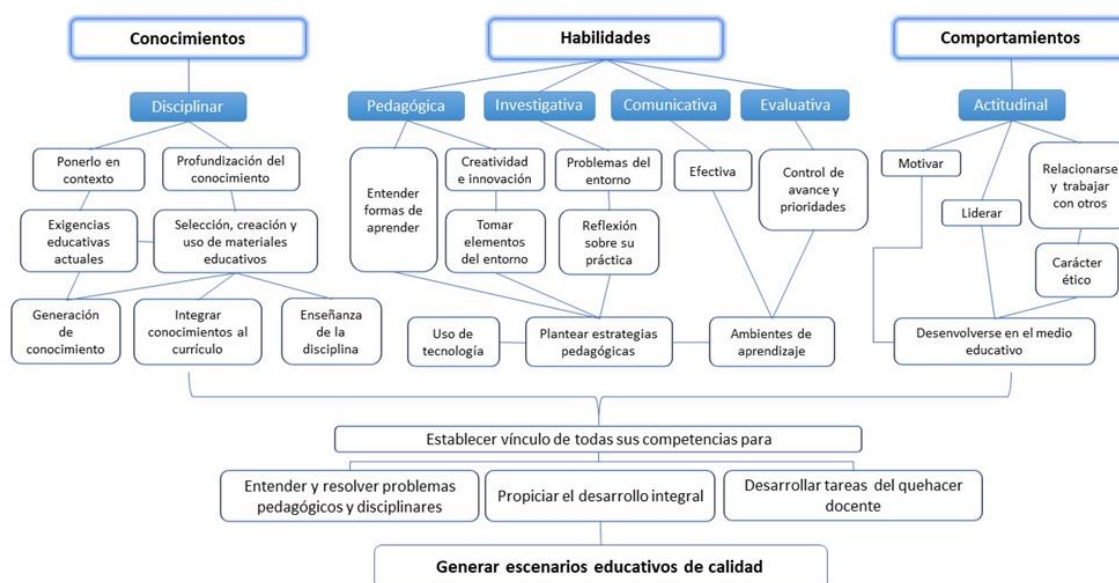 Conocimientos
Habilidades
Comportamientos
Disciplinar
Pedagógica
Investigativa
Comunicativa
Evaluativa
Actitudinal
Ponerlo en
contexto
Profundización del
conocimiento
Exigencias
educativas
actuales
Selección, creación y
uso de materiales
educativos
Generación
de
conocimiento
Integrar
conocimientos al
currículo
Enseñanza
de la
disciplina
Entender
formas de
aprender
Creatividad
e innovación
Tomar
elementos
del entorno
Problemas del
entorno
Reflexión
sobre su
práctica
Efectiva
Control de
avance y
prioridades
Uso de
tecnología
Plantear estrategias
pedagógicas
Ambientes de
aprendizaje
Motivar
Liderar
Relacionarse
y trabajar
con otros
Carácter
ético
Desenvolverse en el medio
educativo
Establecer vínculo de todas sus competencias para
Entender y resolver problemas
pedagógicos y disciplinares
Propiciar el desarrollo integral
Desarrollar tareas del quehacer
docente
Generar escenarios educativos de calidad